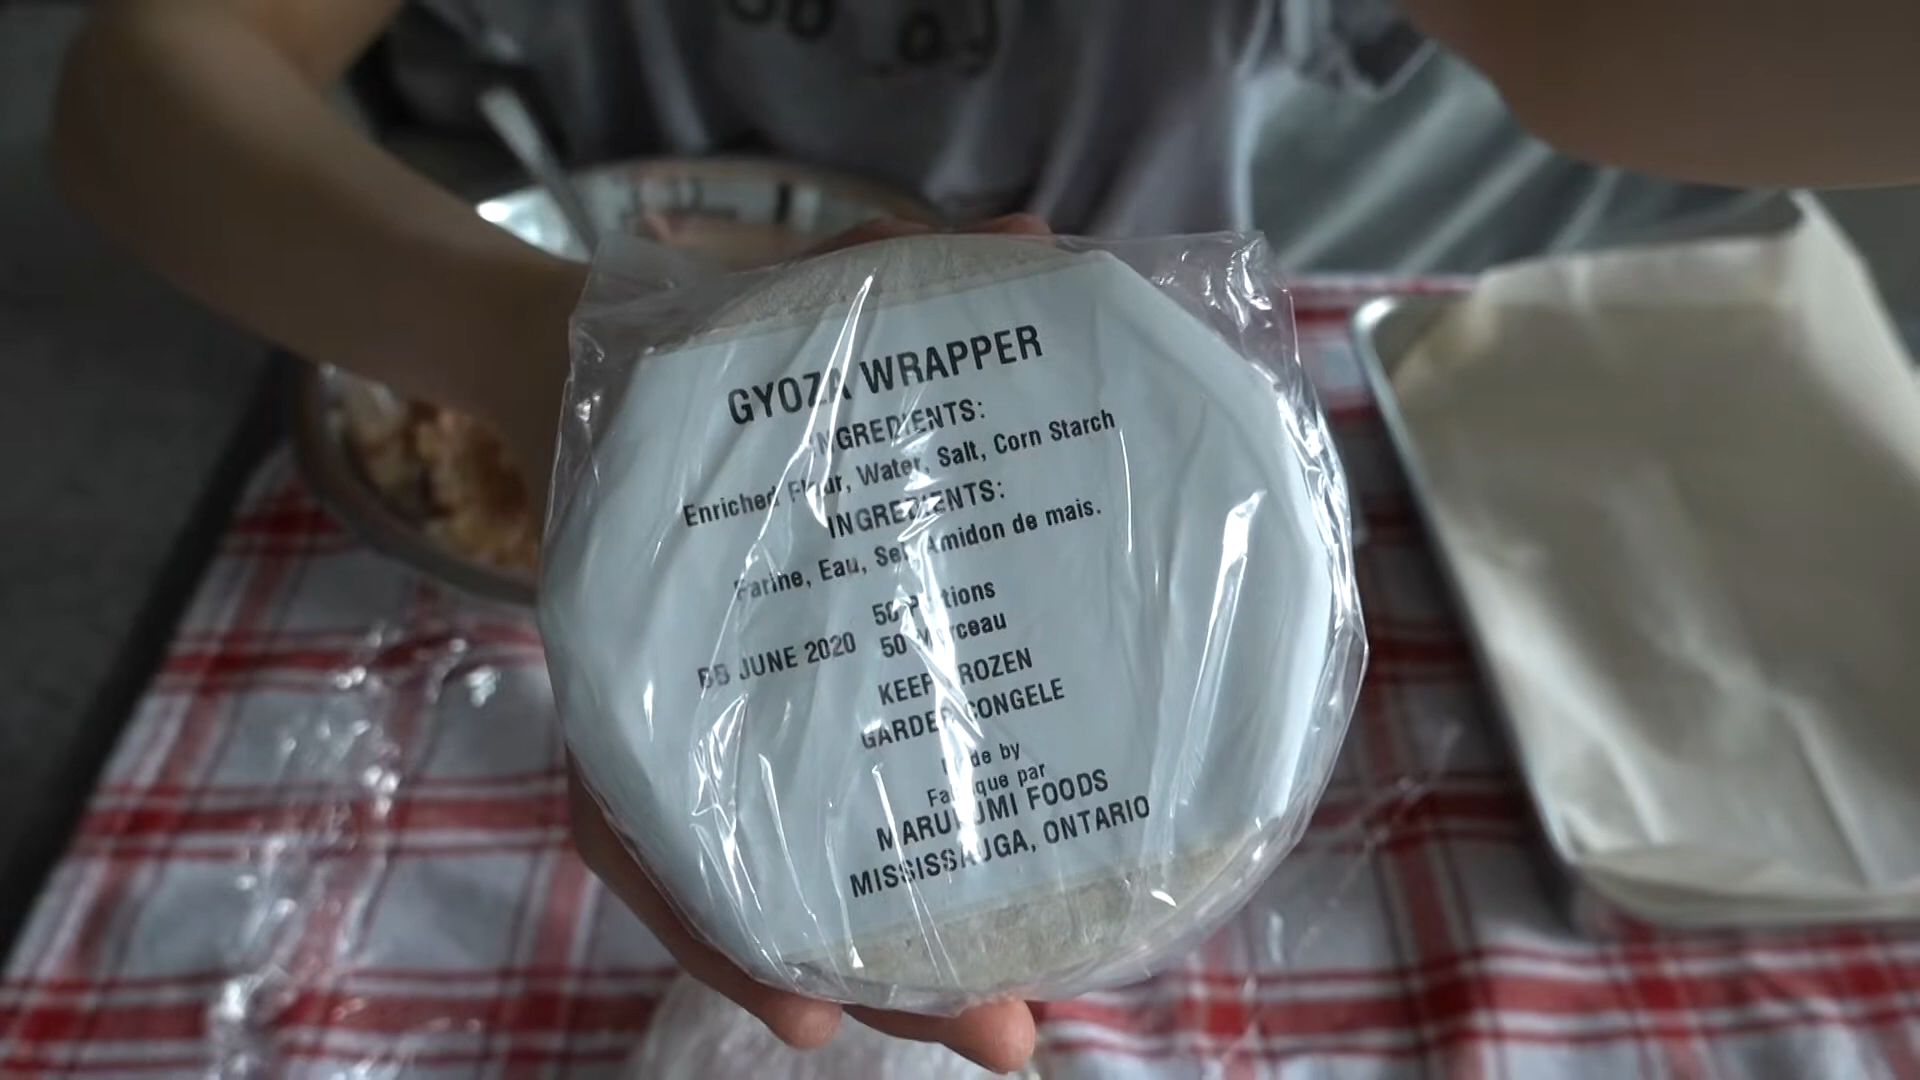 GYOZA WRAPPER
INGREDIENTS:
Enriched Flour, Water, Salt, Corn Starch
INGREDIENTS:
Farine, Eau, Sel, Amidon de mais.
50 Portions
50 Morceau
BB JUNE 2020
KEEP FROZEN
GARDER CONGELE
Made by
Fabrique par
FOODS
MISSISSAUGA, ONTARIO